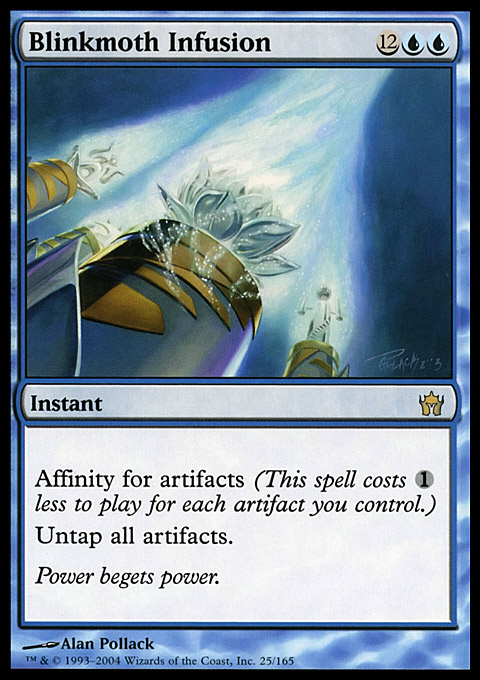 Blinkmoth Infusion 12
Instant
Affinity for artifacts (This spell costs 1
less to play for each artifact you control.)
Untap all artifacts.
Power begets power.
Alan Pollack
™ & © 1993–2004 Wizards of the Coast, Inc. 25/165